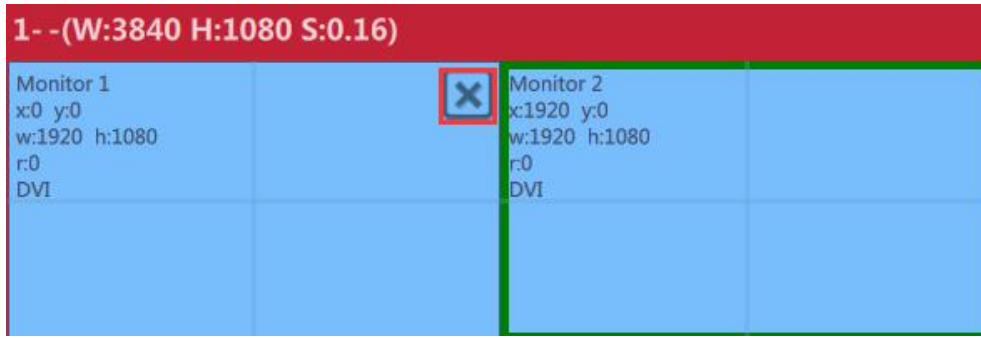 1- -(W:3840 H:1080 S:0.16)
Monitor 1
x:0 y:0
w:1920 h:1080
r:0
DVI
Monitor 2
x:1920 y:0
w:1920 h:1080
r:0
DVI